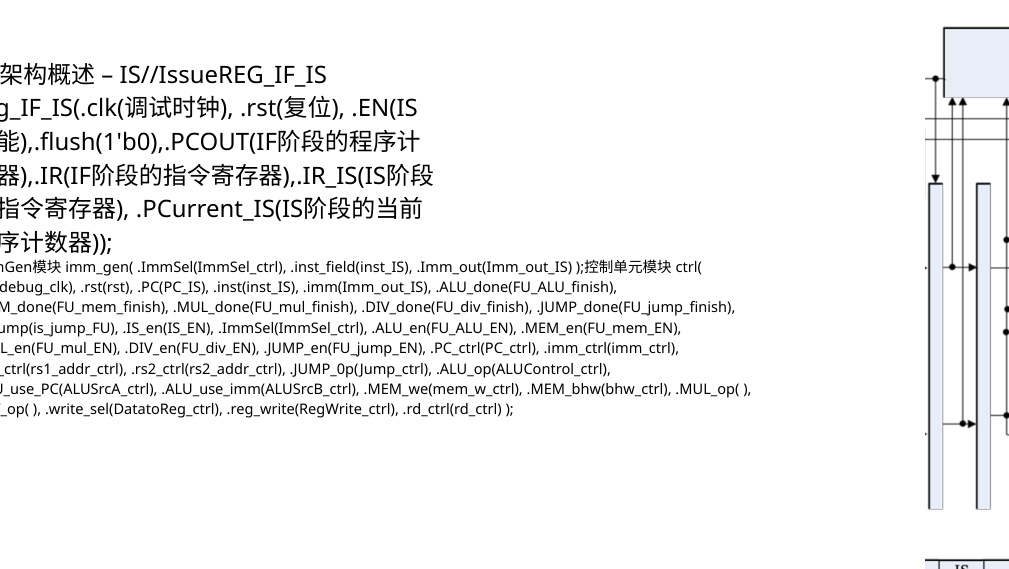 架构概述 – IS//IssueREG_IF_IS
g_IF_IS(.clk(调试时钟), .rst(复位), .EN(IS
能),.flush(1'b0),.PCOUT(IF阶段的程序计
器),.IR(IF阶段的指令寄存器),.IR_IS(IS阶段
指令寄存器), .PCurrent_IS(IS阶段的当前
序计数器));
nGen模块 imm_gen( .ImmSel(ImmSel_ctrl), .inst_field(inst_IS), .Imm_out(Imm_out_IS) );控制单元模块 ctrl(
debug_clk), .rst(rst), .PC(PC_IS), .inst(inst_IS), .imm(Imm_out_IS), .ALU_done(FU_ALU_finish),
M_done(FU_mem_finish), .MUL_done(FU_mul_finish), .DIV_done(FU_div_finish), .JUMP_done(FU_jump_finish),
ump(is_jump_FU), .IS_en(IS_EN), .ImmSel(ImmSel_ctrl), .ALU_en(FU_ALU_EN), .MEM_en(FU_mem_EN),
L_en(FU_mul_EN), .DIV_en(FU_div_EN), .JUMP_en(FU_jump_EN), .PC_ctrl(PC_ctrl), .imm_ctrl(imm_ctrl),
_ctrl(rs1_addr_ctrl), .rs2_ctrl(rs2_addr_ctrl), .JUMP_0p(Jump_ctrl), .ALU_op(ALUControl_ctrl),
U_use_PC(ALUSrcA_ctrl), .ALU_use_imm(ALUSrcB_ctrl), .MEM_we(mem_w_ctrl), .MEM_bhw(bhw_ctrl), .MUL_op( ),
_op( ), .write_sel(DatatoReg_ctrl), .reg_write(RegWrite_ctrl), .rd_ctrl(rd_ctrl) );
IS